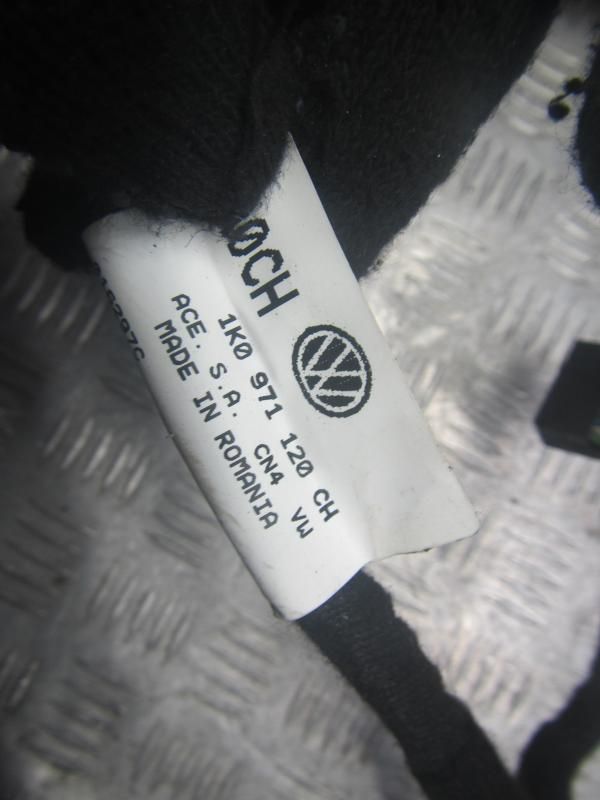 0CH
1K0 971 120 CH
ACE. S.A. CN4 VW
MADE IN ROMANIA